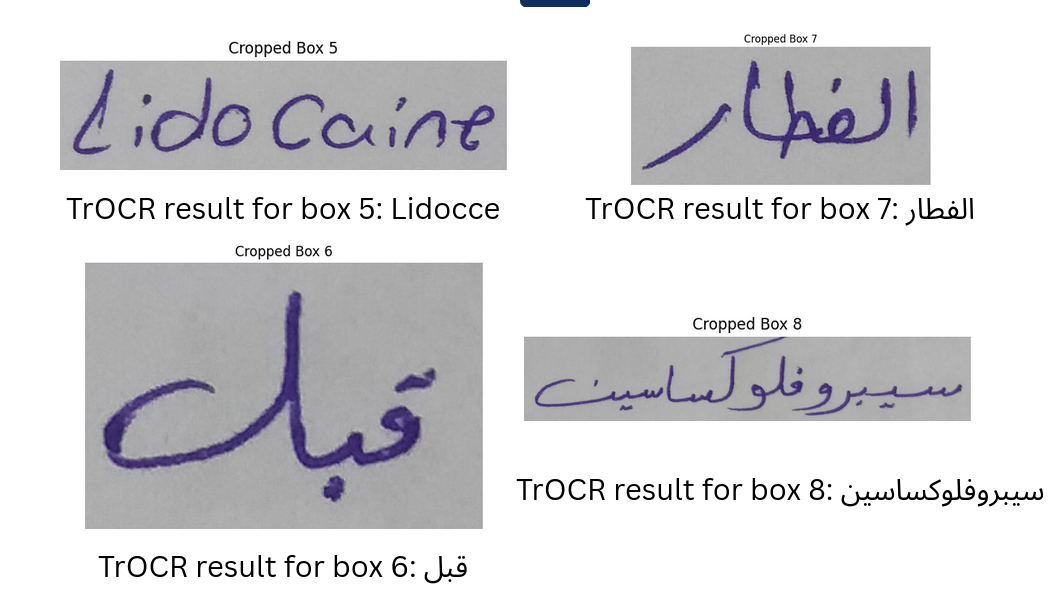 Cropped Box 5
Lidocaine
TrOCR result for box 5: Lidocce
Cropped Box 7
الفطار
TrOCR result for box 7: الفطار
Cropped Box 6
قبل
TrOCR result for box 6: قبل
Cropped Box 8
سيبروفلوكساسين
TrOCR result for box 8: سيبروفلوكساسين